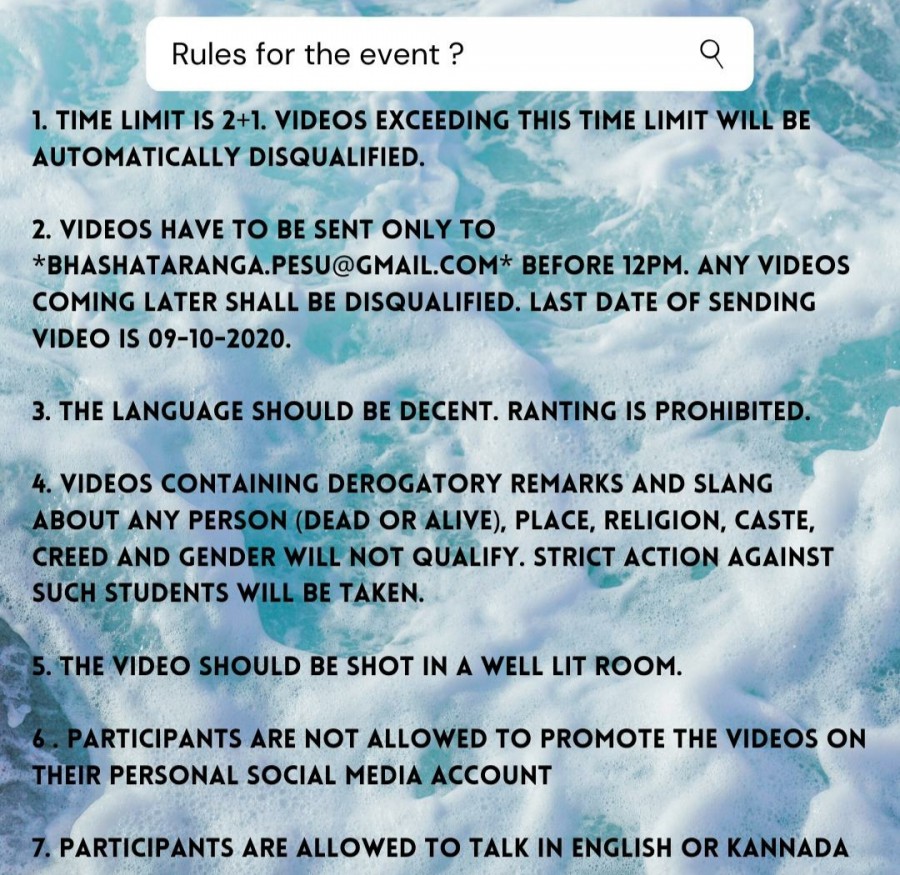 Rules for the event ?
1. TIME LIMIT IS 2+1. VIDEOS EXCEEDING THIS TIME LIMIT WILL BE
AUTOMATICALLY DISQUALIFIED.
2. VIDEOS HAVE TO BE SENT ONLY TO
*BHASHATARANGA.PESU@GMAIL.COM* BEFORE 12PM. ANY VIDEOS
COMING LATER SHALL BE DISQUALIFIED. LAST DATE OF SENDING
VIDEO IS 09-10-2020.
3. THE LANGUAGE SHOULD BE DECENT. RANTING IS PROHIBITED.
4. VIDEOS CONTAINING DEROGATORY REMARKS AND SLANG
ABOUT ANY PERSON (DEAD OR ALIVE), PLACE, RELIGION, CASTE,
CREED AND GENDER WILL NOT QUALIFY. STRICT ACTION AGAINST
SUCH STUDENTS WILL BE TAKEN.
5. THE VIDEO SHOULD BE SHOT IN A WELL LIT ROOM.
6 . PARTICIPANTS ARE NOT ALLOWED TO PROMOTE THE VIDEOS ON
THEIR PERSONAL SOCIAL MEDIA ACCOUNT
7. PARTICIPANTS ARE ALLOWED TO TALK IN ENGLISH OR KANNADA